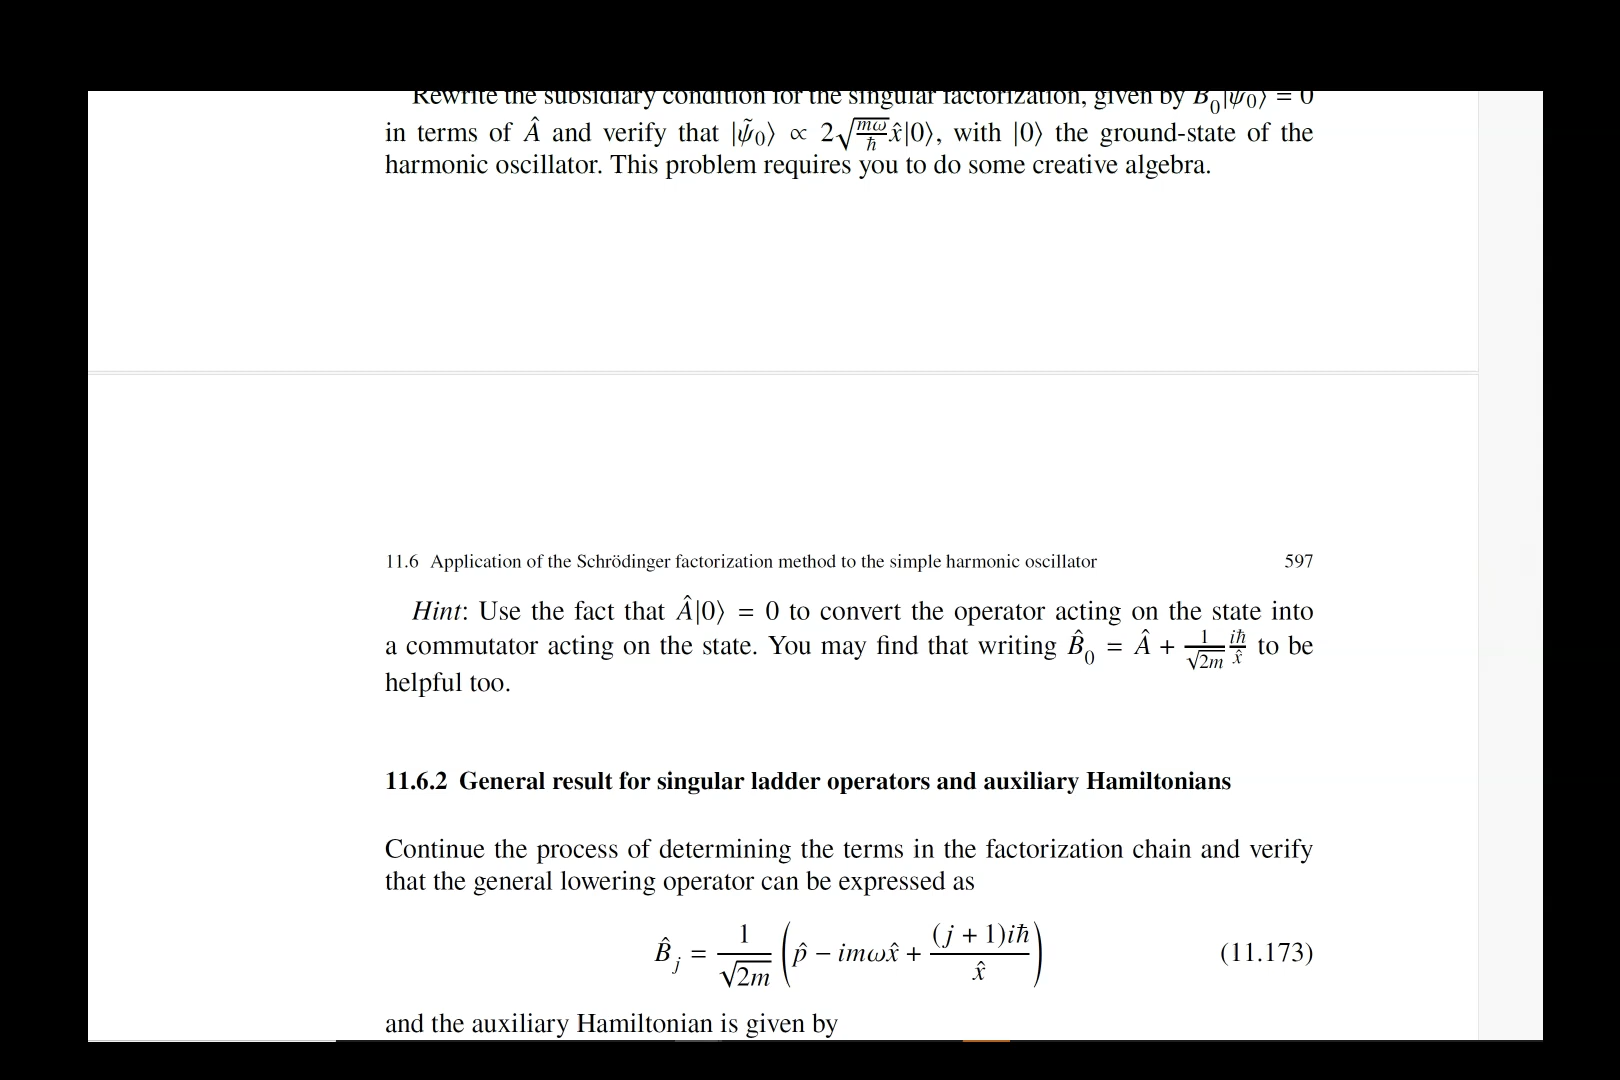 Rewrite the subsidiary condition for the singular factorization, given by B̂₀|ψ̃₀⟩ = 0
in terms of Â and verify that |ψ̃₀⟩ ∝ 2√(mω/ħ) x̂|0⟩, with |0⟩ the ground-state of the
harmonic oscillator. This problem requires you to do some creative algebra.
11.6 Application of the Schrödinger factorization method to the simple harmonic oscillator 597
Hint: Use the fact that Â|0⟩ = 0 to convert the operator acting on the state into
a commutator acting on the state. You may find that writing B̂₀ = Â + 1/√2m iħ/x̂ to be
helpful too.
11.6.2 General result for singular ladder operators and auxiliary Hamiltonians
Continue the process of determining the terms in the factorization chain and verify
that the general lowering operator can be expressed as
B̂ⱼ = 1/√2m (p̂ − imωx̂ + (j + 1)iħ/x̂) (11.173)
and the auxiliary Hamiltonian is given by